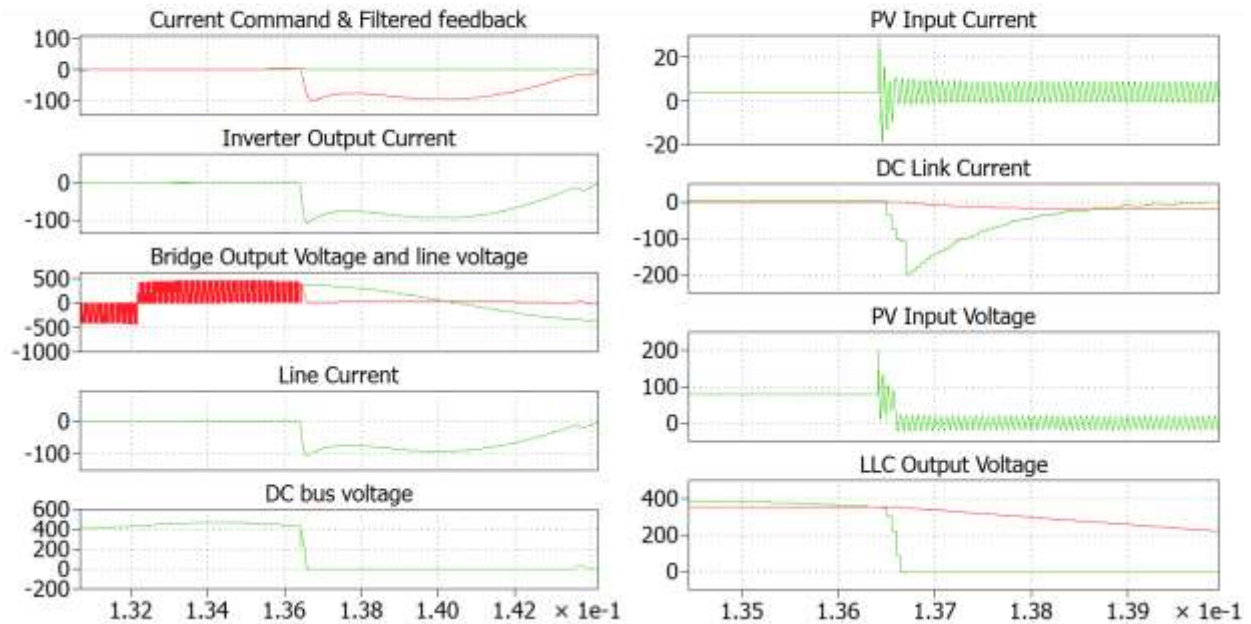 Current Command & Filtered feedback
100
0
-100
Inverter Output Current
0
-100
Bridge Output Voltage and line voltage
500
0
-500
-1000
Line Current
0
-100
DC bus voltage
600
400
200
0
-200
1.32 1.34 1.36 1.38 1.40 1.42 × 1e-1
PV Input Current
20
0
-20
DC Link Current
0
-100
-200
PV Input Voltage
200
100
0
LLC Output Voltage
400
200
0
1.35 1.36 1.37 1.38 1.39 × 1e-1